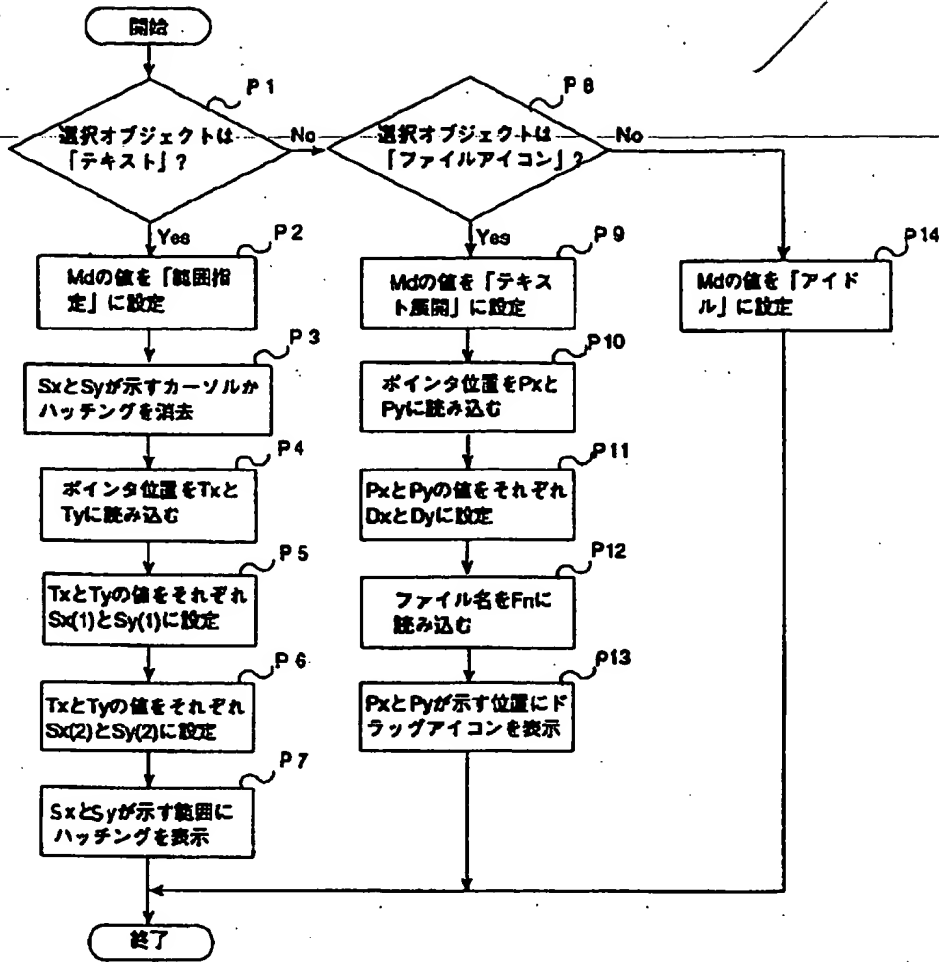 開始
P1
選択オブジェクトは
「テキスト」?
No
Yes
P2
Mdの値を「範囲指
定」に設定
P3
SxとSyが示すカーソルか
ハッチングを消去
P4
ポインタ位置をTxと
Tyに読み込む
P5
TxとTyの値をそれぞれ
Sx(1)とSy(1)に設定
P6
TxとTyの値をそれぞれ
Sx(2)とSy(2)に設定
P7
SxとSyが示す範囲に
ハッチングを表示
終了
P8
選択オブジェクトは
「ファイルアイコン」?
No
Yes
P9
Mdの値を「テキス
ト展開」に設定
P10
ポインタ位置をPxと
Pyに読み込む
P11
PxとPyの値をそれぞれ
DxとDyに設定
P12
ファイル名をFnに
読み込む
P13
PxとPyが示す位置にド
ラッグアイコンを表示
P14
Mdの値を「アイド
ル」に設定